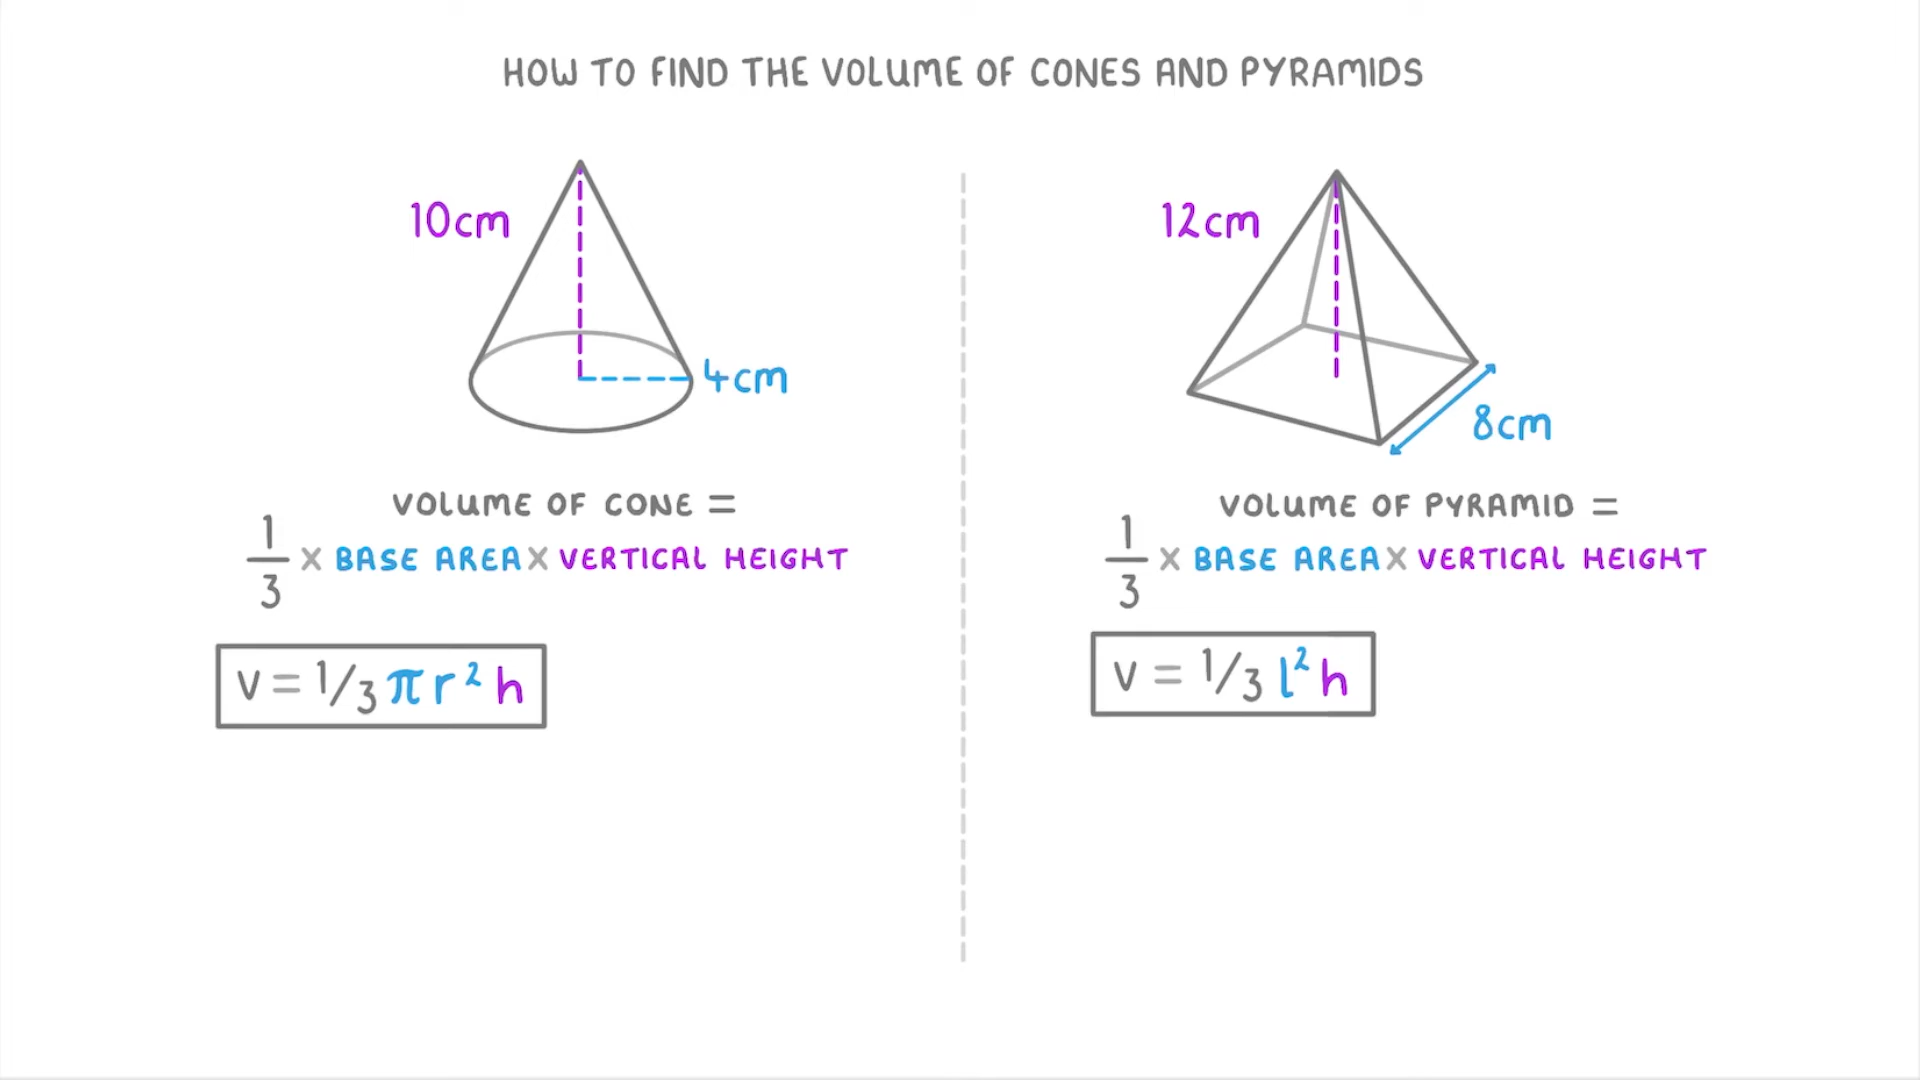 HOW TO FIND THE VOLUME OF CONES AND PYRAMIDS
10cm
4cm
VOLUME OF CONE =
1/3 × BASE AREA × VERTICAL HEIGHT
V = 1/3 πr²h
12cm
8cm
VOLUME OF PYRAMID =
1/3 × BASE AREA × VERTICAL HEIGHT
V = 1/3 l²h